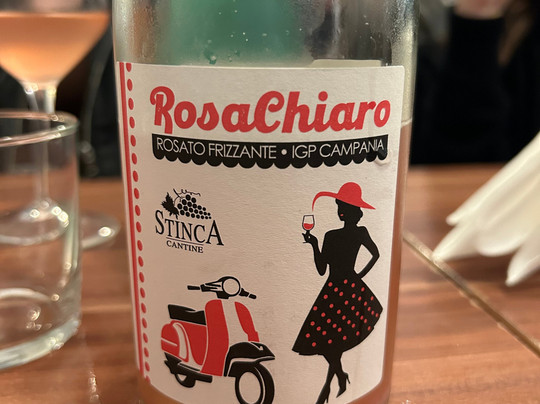 RosaChiaro
ROSATO FRIZZANTE • IGP CAMPANIA
STINCA
CANTINE